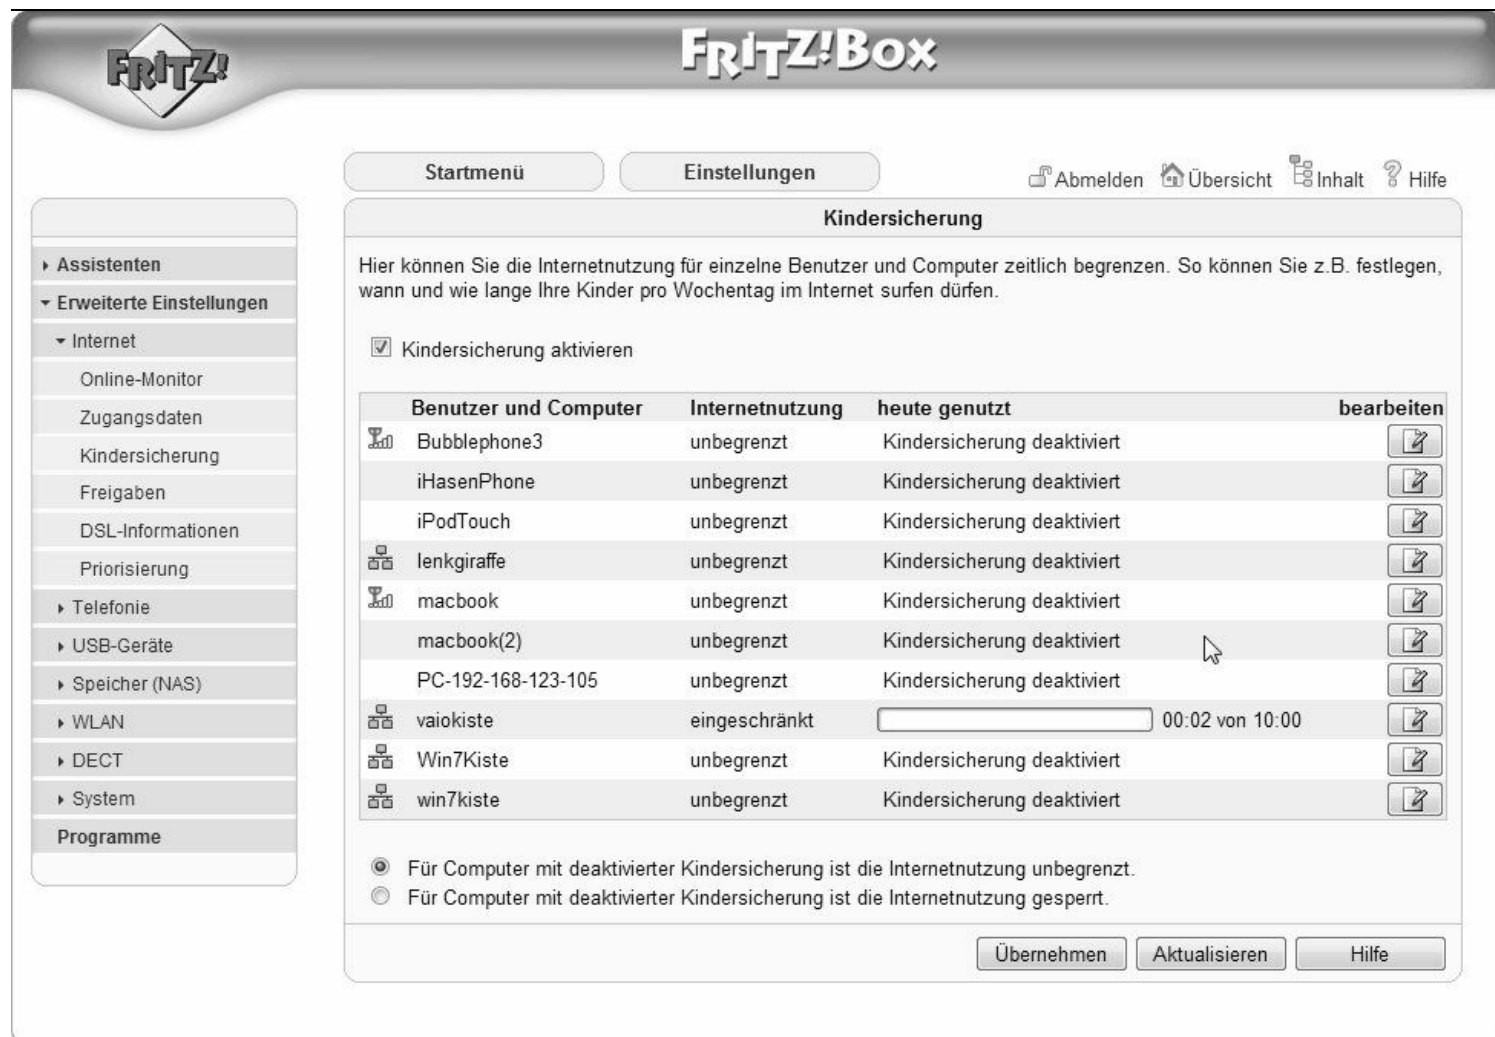 FRITZ!
FRITZ!Box
Startmenü Einstellungen Abmelden Übersicht Inhalt Hilfe
Kindersicherung
Assistenten
Erweiterte Einstellungen
Internet
Online-Monitor
Zugangsdaten
Kindersicherung
Freigaben
DSL-Informationen
Priorisierung
Telefonie
USB-Geräte
Speicher (NAS)
WLAN
DECT
System
Programme
Hier können Sie die Internetnutzung für einzelne Benutzer und Computer zeitlich begrenzen. So können Sie z.B. festlegen,
wann und wie lange Ihre Kinder pro Wochentag im Internet surfen dürfen.
Kindersicherung aktivieren
Benutzer und Computer Internetnutzung heute genutzt bearbeiten
Bubblephone3 unbegrenzt Kindersicherung deaktiviert
iHasenPhone unbegrenzt Kindersicherung deaktiviert
iPodTouch unbegrenzt Kindersicherung deaktiviert
lenkgiraffe unbegrenzt Kindersicherung deaktiviert
macbook unbegrenzt Kindersicherung deaktiviert
macbook(2) unbegrenzt Kindersicherung deaktiviert
PC-192-168-123-105 unbegrenzt Kindersicherung deaktiviert
vaiokiste eingeschränkt 00:02 von 10:00
Win7Kiste unbegrenzt Kindersicherung deaktiviert
win7kiste unbegrenzt Kindersicherung deaktiviert
Für Computer mit deaktivierter Kindersicherung ist die Internetnutzung unbegrenzt.
Für Computer mit deaktivierter Kindersicherung ist die Internetnutzung gesperrt.
Übernehmen Aktualisieren Hilfe